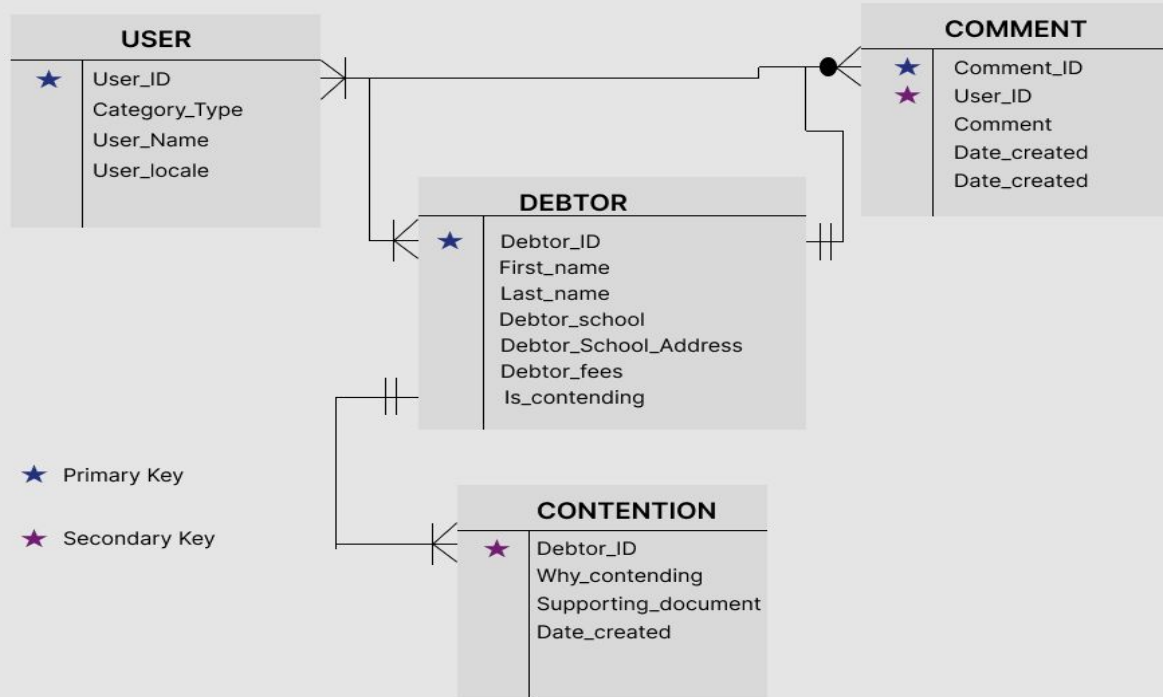 USER
User_ID
Category_Type
User_Name
User_locale
COMMENT
Comment_ID
User_ID
Comment
Date_created
Date_created
DEBTOR
Debtor_ID
First_name
Last_name
Debtor_school
Debtor_School_Address
Debtor_fees
Is_contending
Primary Key
Secondary Key
CONTENTION
Debtor_ID
Why_contending
Supporting_document
Date_created